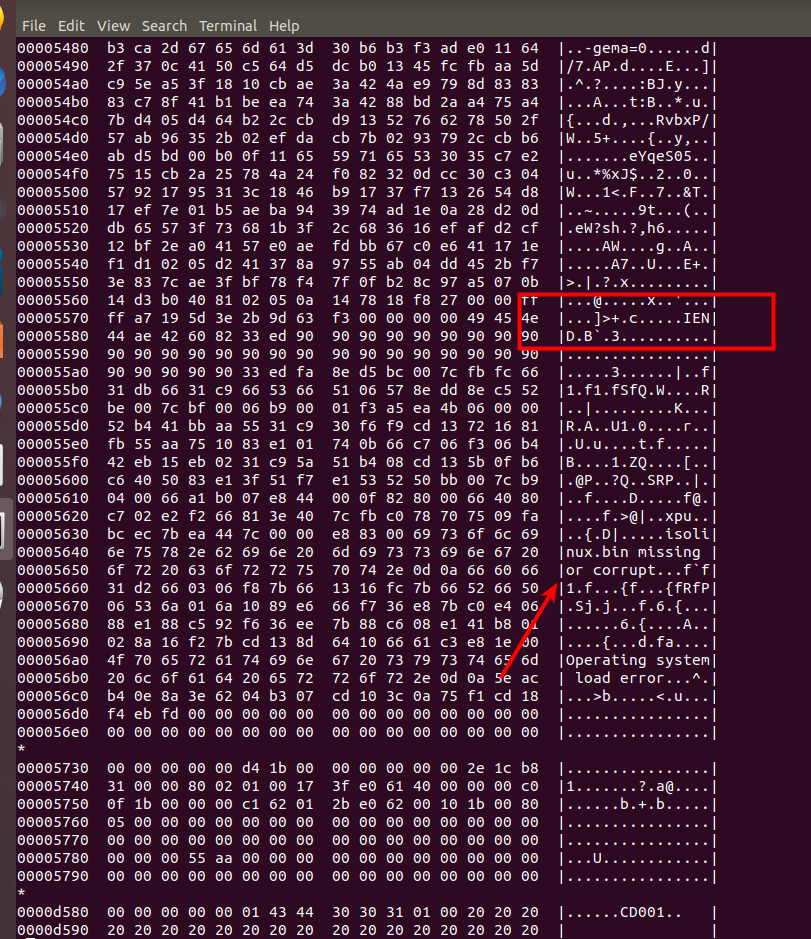 File Edit View Search Terminal Help
00005480  b3 ca 2d 67 65 6d 61 3d  30 b6 b3 f3 ad e0 11 64  |..-gema=0......d|
00005490  2f 37 0c 41 50 c5 64 d5  dc b0 13 45 fc fb aa 5d  |/7.AP.d....E...]|
000054a0  c9 5e a5 3f 18 10 cb ae  3a 42 4a e9 79 8d 83 83  |.^.?....:BJ.y...|
000054b0  83 c7 8f 41 b1 be ea 74  3a 42 88 bd 2a a4 75 a4  |...A...t:B..*.u.|
000054c0  7b d4 05 d4 64 b2 2c cb  d9 13 52 76 62 78 50 2f  |{...d.,...RvbxP/|
000054d0  57 ab 96 35 2b 02 ef da  cb 7b 02 93 79 2c cb b6  |W..5+....{..y,..|
000054e0  ab d5 bd 00 b0 0f 11 65  59 71 65 53 30 35 c7 e2  |.......eYqeS05..|
000054f0  75 15 cb 2a 25 78 4a 24  f0 82 32 0d cc 30 c3 04  |u..*%xJ$..2..0..|
00005500  57 92 17 95 31 3c 18 46  b9 17 37 f7 13 26 54 d8  |W...1<.F..7..&T.|
00005510  17 ef 7e 01 b5 ae ba 94  39 74 ad 1e 0a 28 d2 0d  |..~.....9t...(..|
00005520  db 65 57 3f 73 68 1b 3f  2c 68 36 16 ef af d2 cf  |.eW?sh.?,h6.....|
00005530  12 bf 2e a0 41 57 e0 ae  fd bb 67 c0 e6 41 17 1e  |....AW....g..A..|
00005540  f1 d1 02 05 d2 41 37 8a  97 55 ab 04 dd 45 2b f7  |.....A7..U...E+.|
00005550  3e 83 7c ae 3f bf 78 f4  7f 0f b2 8c 97 a5 07 0b  |>.|.?.x.........|
00005560  14 d3 b0 40 81 02 05 0a  14 78 18 f8 27 00 00 ff  |...@.....x..'...|
00005570  ff a7 19 5d 3e 2b 9d 63  f3 00 00 00 00 49 45 4e  |...]>+.c.....IEN|
00005580  44 ae 42 60 82 33 ed 90  90 90 90 90 90 90 90 90  |D.B`.3..........|
00005590  90 90 90 90 90 90 90 90  90 90 90 90 90 90 90 90  |................|
000055a0  90 90 90 90 90 33 ed fa  8e d5 bc 00 7c fb fc 66  |.....3......|..f|
000055b0  31 db 66 31 c9 66 53 66  51 06 57 8e dd 8e c5 52  |1.f1.fSfQ.W....R|
000055c0  be 00 7c bf 00 06 b9 00  01 f3 a5 ea 4b 06 00 00  |..|.........K...|
000055d0  52 b4 41 bb aa 55 31 c9  30 f6 f9 cd 13 72 16 81  |R.A..U1.0....r..|
000055e0  fb 55 aa 75 10 83 e1 01  74 0b 66 c7 06 f3 06 b4  |.U.u....t.f.....|
000055f0  42 eb 15 eb 02 31 c9 5a  51 b4 08 cd 13 5b 0f b6  |B....1.ZQ....[..|
00005600  c6 40 50 83 e1 3f 51 f7  e1 53 52 50 bb 00 7c b9  |.@P..?Q..SRP..|.|
00005610  04 00 66 a1 b0 07 e8 44  00 0f 82 80 00 66 40 80  |..f....D.....f@.|
00005620  c7 02 e2 f2 66 81 3e 40  7c fb c0 78 70 75 09 fa  |....f.>@|..xpu..|
00005630  bc ec 7b ea 44 7c 00 00  e8 83 00 69 73 6f 6c 69  |..{.D|.....isoli|
00005640  6e 75 78 2e 62 69 6e 20  6d 69 73 73 69 6e 67 20  |nux.bin missing |
00005650  6f 72 20 63 6f 72 72 75  70 74 2e 0d 0a 66 60 66  |or corrupt...f`f|
00005660  31 d2 66 03 06 f8 7b 66  13 16 fc 7b 66 52 66 50  |1.f...{f...{fRfP|
00005670  06 53 6a 01 6a 10 89 e6  66 f7 36 e8 7b c0 e4 06  |.Sj.j...f.6.{...|
00005680  88 e1 88 c5 92 f6 36 ee  7b 88 c6 08 e1 41 b8 01  |......6.{....A..|
00005690  02 8a 16 f2 7b cd 13 8d  64 10 66 61 c3 e8 1e 00  |....{...d.fa....|
000056a0  4f 70 65 72 61 74 69 6e  67 20 73 79 73 74 65 6d  |Operating system|
000056b0  20 6c 6f 61 64 20 65 72  72 6f 72 2e 0d 0a 5e ac  | load error...^.|
000056c0  b4 0e 8a 3e 62 04 b3 07  cd 10 3c 0a 75 f1 cd 18  |...>b.....<.u...|
000056d0  f4 eb fd 00 00 00 00 00  00 00 00 00 00 00 00 00  |................|
000056e0  00 00 00 00 00 00 00 00  00 00 00 00 00 00 00 00  |................|
*
00005730  00 00 00 00 00 d4 1b 00  00 00 00 00 00 2e 1c b8  |................|
00005740  31 00 00 80 02 01 00 17  3f e0 61 40 00 00 00 c0  |1.......?.a@....|
00005750  0f 1b 00 00 00 c1 62 01  2b e0 62 00 10 1b 00 80  |......b.+.b.....|
00005760  05 00 00 00 00 00 00 00  00 00 00 00 00 00 00 00  |................|
00005770  00 00 00 00 00 00 00 00  00 00 00 00 00 00 00 00  |................|
00005780  00 00 00 55 aa 00 00 00  00 00 00 00 00 00 00 00  |...U............|
00005790  00 00 00 00 00 00 00 00  00 00 00 00 00 00 00 00  |................|
*
0000d580  00 00 00 00 00 01 43 44  30 30 31 01 00 20 20 20  |......CD001..   |
0000d590  20 20 20 20 20 20 20 20  20 20 20 20 20 20 20 20  |                |